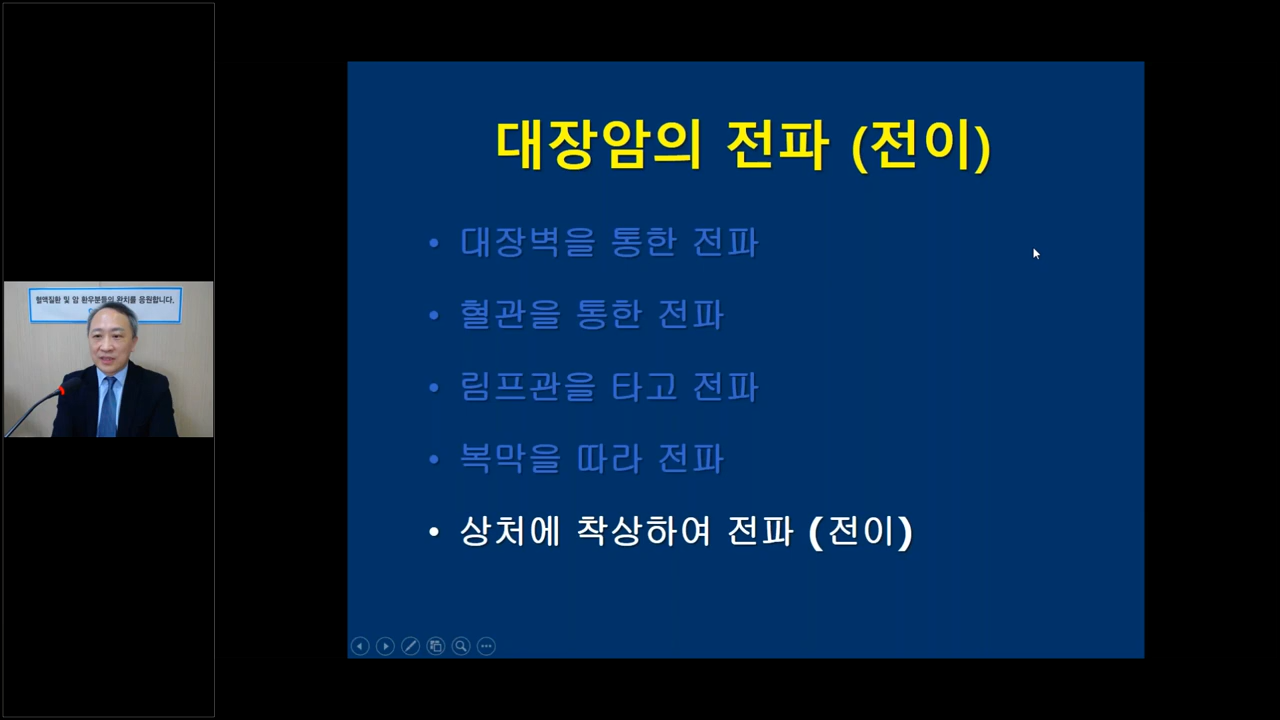 혈액질환 및 암 환우분들의 완치를 응원합니다.
대장암의 전파 (전이)
• 대장벽을 통한 전파
• 혈관을 통한 전파
• 림프관을 타고 전파
• 복막을 따라 전파
• 상처에 착상하여 전파 (전이)